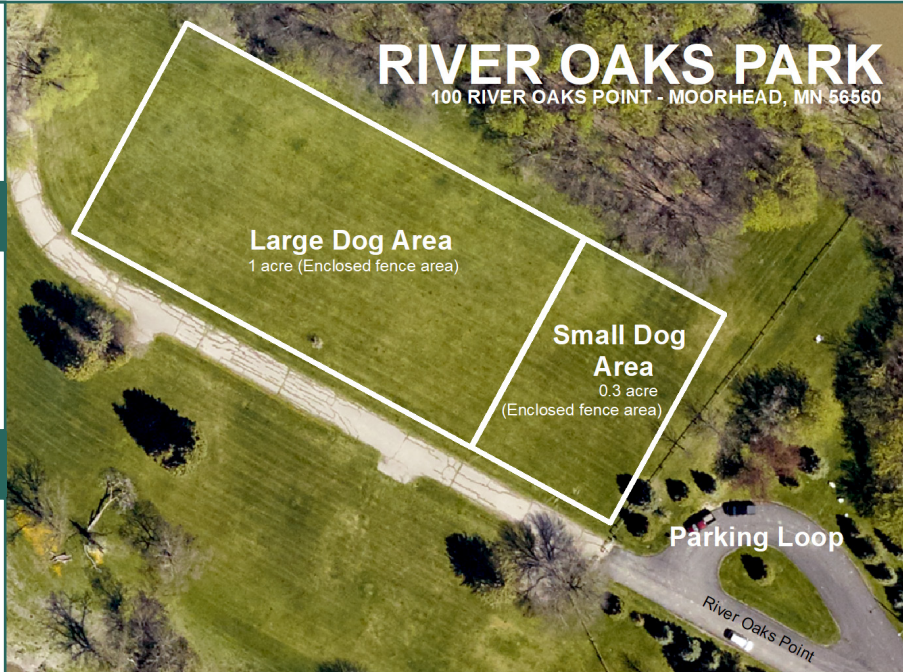 RIVER OAKS PARK
100 RIVER OAKS POINT - MOORHEAD, MN 56560
Large Dog Area
1 acre (Enclosed fence area)
Small Dog
Area
0.3 acre
(Enclosed fence area)
Parking Loop
River Oaks Point